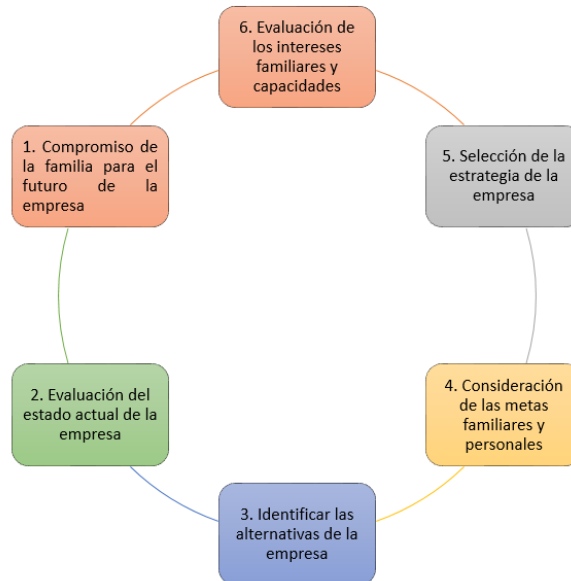 6. Evaluación de
los intereses
familiares y
capacidades
1. Compromiso de
la familia para el
futuro de la
empresa
5. Selección de la
estrategia de la
empresa
2. Evaluación del
estado actual de la
empresa
4. Consideración
de las metas
familiares y
personales
3. Identificar las
alternativas de la
empresa